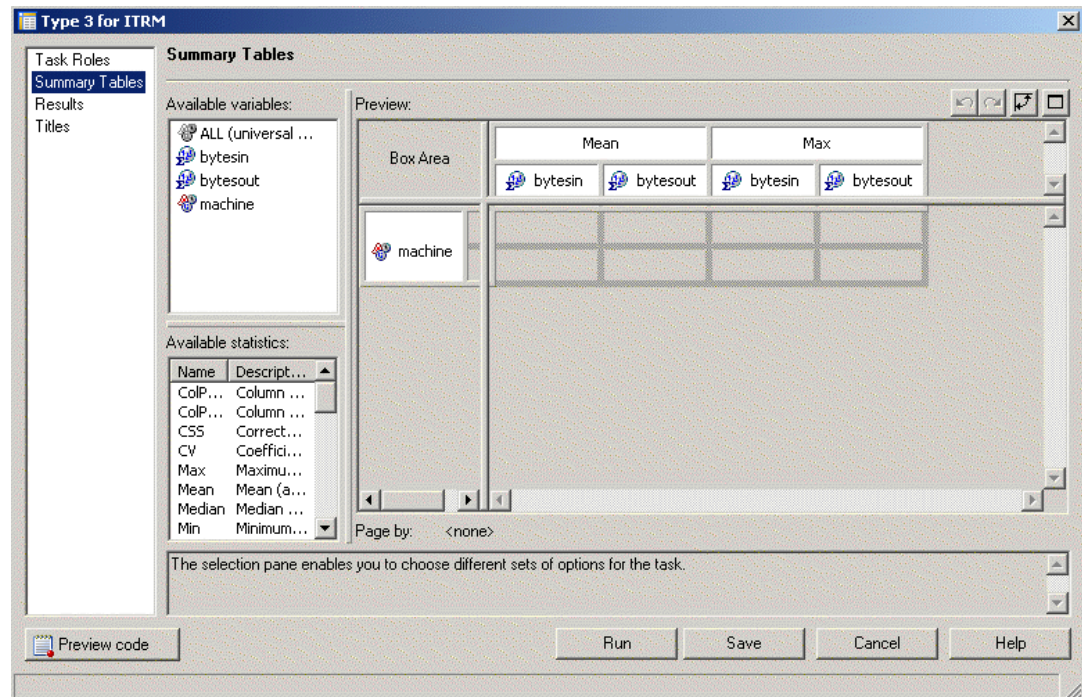 Type 3 for ITRM
Task Roles
Summary Tables
Results
Titles
Summary Tables
Available variables:
ALL (universal ...
bytesin
bytesout
machine
Available statistics:
Name Descript...
ColP... Column ...
ColP... Column ...
CSS Correct...
CV Coeffici...
Max Maximu...
Mean Mean (a...
Median Median ...
Min Minimum...
Preview:
Box Area
Mean Max
bytesin bytesout bytesin bytesout
machine
Page by: <none>
The selection pane enables you to choose different sets of options for the task.
Preview code Run Save Cancel Help